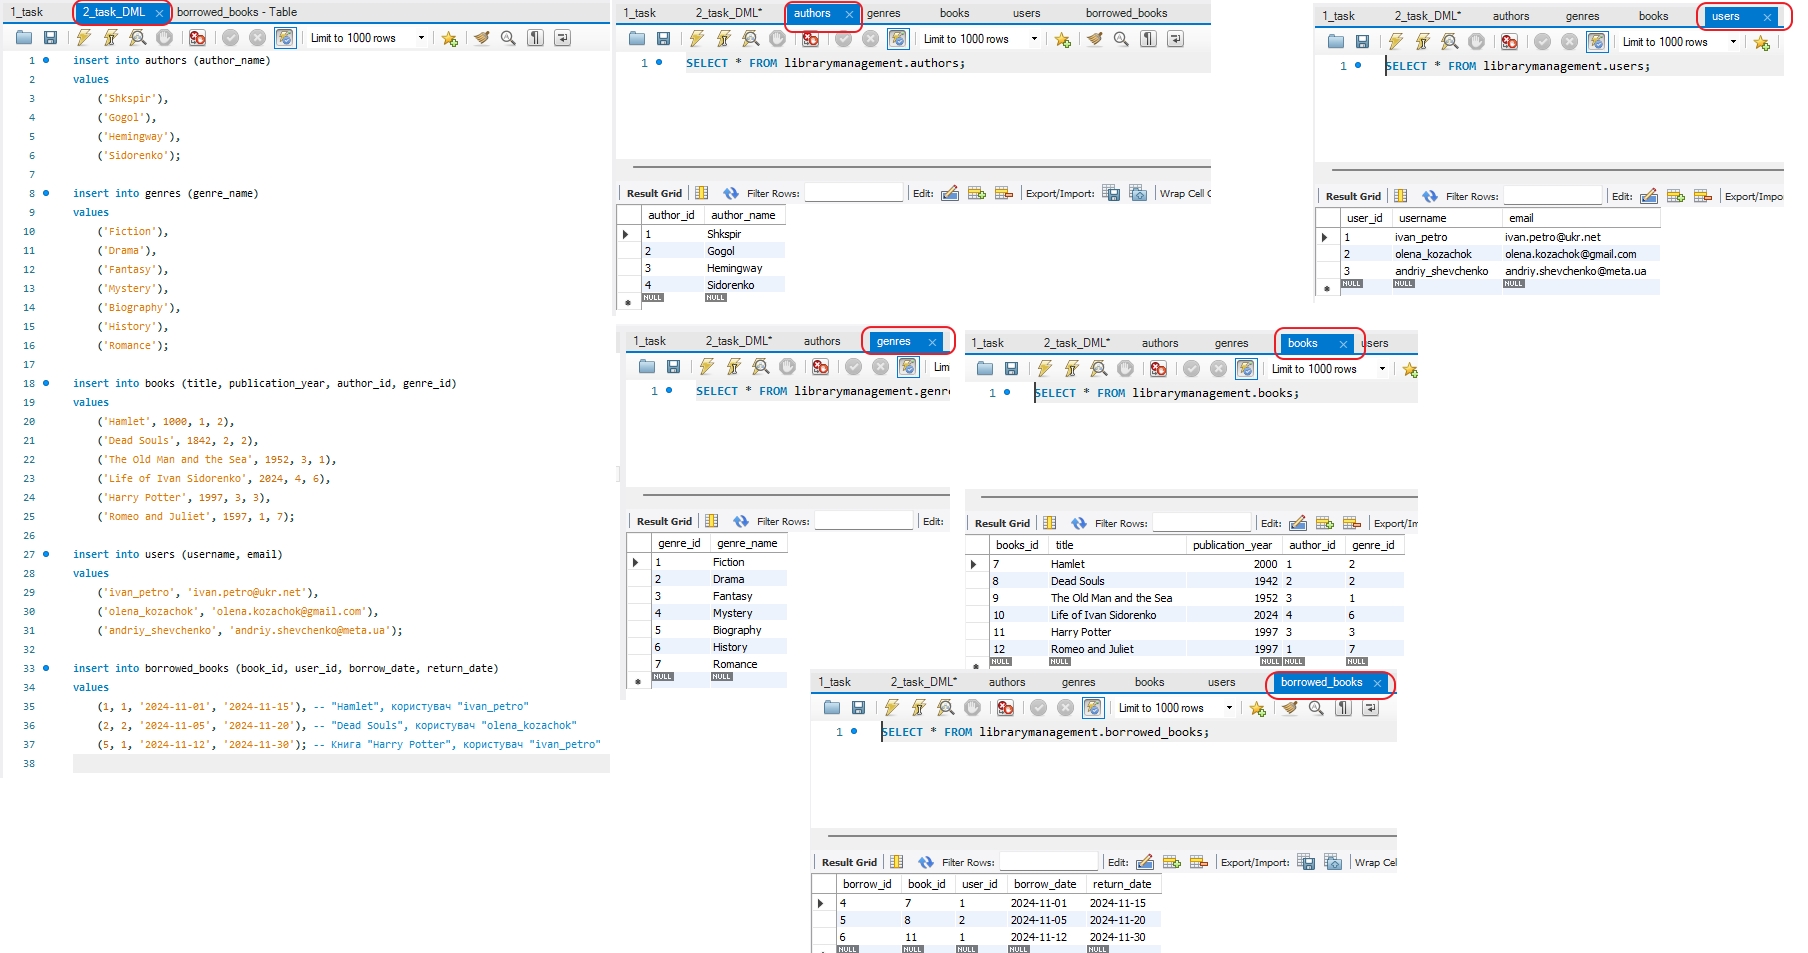 1_task 2_task_DML borrowed_books - Table
Limit to 1000 rows
1 insert into authors (author_name)
2 values
3 ('Shkspir'),
4 ('Gogol'),
5 ('Hemingway'),
6 ('Sidorenko');
7
8 insert into genres (genre_name)
9 values
10 ('Fiction'),
11 ('Drama'),
12 ('Fantasy'),
13 ('Mystery'),
14 ('Biography'),
15 ('History'),
16 ('Romance');
17
18 insert into books (title, publication_year, author_id, genre_id)
19 values
20 ('Hamlet', 1000, 1, 2),
21 ('Dead Souls', 1842, 2, 2),
22 ('The Old Man and the Sea', 1952, 3, 1),
23 ('Life of Ivan Sidorenko', 2024, 4, 6),
24 ('Harry Potter', 1997, 3, 3),
25 ('Romeo and Juliet', 1597, 1, 7);
26
27 insert into users (username, email)
28 values
29 ('ivan_petro', 'ivan.petro@ukr.net'),
30 ('olena_kozachok', 'olena.kozachok@gmail.com'),
31 ('andriy_shevchenko', 'andriy.shevchenko@meta.ua');
32
33 insert into borrowed_books (book_id, user_id, borrow_date, return_date)
34 values
35 (1, 1, '2024-11-01', '2024-11-15'), -- "Hamlet", користувач "ivan_petro"
36 (2, 2, '2024-11-05', '2024-11-20'), -- "Dead Souls", користувач "olena_kozachok"
37 (5, 1, '2024-11-12', '2024-11-30'); -- Книга "Harry Potter", користувач "ivan_petro"
38
1_task 2_task_DML* authors genres books users borrowed_books
Limit to 1000 rows
1 SELECT * FROM librarymanagement.authors;
Result Grid Filter Rows: Edit: Export/Import: Wrap Cell C
author_id author_name
1 Shkspir
2 Gogol
3 Hemingway
4 Sidorenko
NULL NULL
1_task 2_task_DML* authors genres books users
Limit to 1000 rows
1 SELECT * FROM librarymanagement.users;
Result Grid Filter Rows: Edit: Export/Impo
user_id username email
1 ivan_petro ivan.petro@ukr.net
2 olena_kozachok olena.kozachok@gmail.com
3 andriy_shevchenko andriy.shevchenko@meta.ua
NULL NULL NULL
1_task 2_task_DML* authors genres
Lim
1 SELECT * FROM librarymanagement.genre
Result Grid Filter Rows: Edit:
genre_id genre_name
1 Fiction
2 Drama
3 Fantasy
4 Mystery
5 Biography
6 History
7 Romance
NULL NULL
1_task 2_task_DML* authors genres books users
Limit to 1000 rows
1 SELECT * FROM librarymanagement.books;
Result Grid Filter Rows: Edit: Export/Im
books_id title publication_year author_id genre_id
7 Hamlet 2000 1 2
8 Dead Souls 1942 2 2
9 The Old Man and the Sea 1952 3 1
10 Life of Ivan Sidorenko 2024 4 6
11 Harry Potter 1997 3 3
12 Romeo and Juliet 1997 1 7
NULL NULL NULL NULL NULL
1_task 2_task_DML* authors genres books users borrowed_books
Limit to 1000 rows
1 SELECT * FROM librarymanagement.borrowed_books;
Result Grid Filter Rows: Edit: Export/Import: Wrap Cel
borrow_id book_id user_id borrow_date return_date
4 7 1 2024-11-01 2024-11-15
5 8 2 2024-11-05 2024-11-20
6 11 1 2024-11-12 2024-11-30
NULL NULL NULL NULL NULL